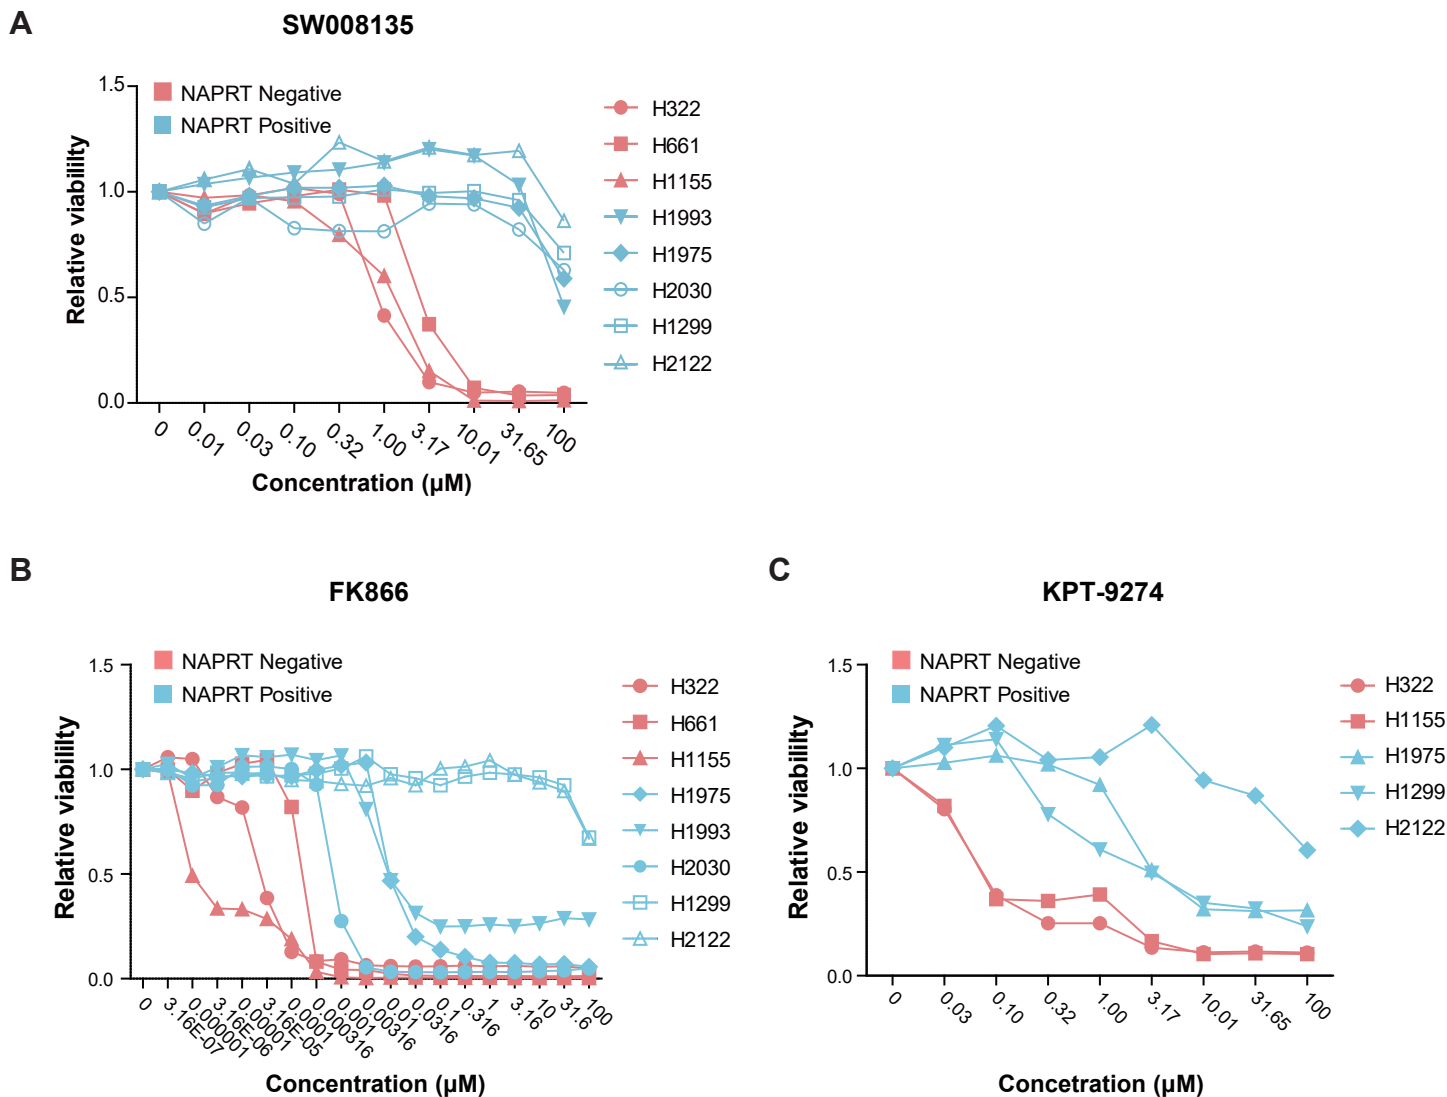 A
SW008135
NAPRT Negative
NAPRT Positive
Relative viabililty
1.5
1.0
0.5
0.0
0
0.01
0.03
0.10
0.32
1.00
3.17
10.01
31.65
100
Concentration (μM)
H322
H661
H1155
H1993
H1975
H2030
H1299
H2122
B
FK866
NAPRT Negative
NAPRT Positive
Relative viabililty
1.5
1.0
0.5
0.0
0
3.16E-07
0.000001
3.16E-06
0.00001
3.16E-05
0.0001
0.000316
0.001
0.00316
0.01
0.0316
0.1
0.316
1
3.16
10
31.6
100
Concentration (μM)
H322
H661
H1155
H1975
H1993
H2030
H1299
H2122
C
KPT-9274
NAPRT Negative
NAPRT Positive
Relative viabililty
1.5
1.0
0.5
0.0
0
0.03
0.10
0.32
1.00
3.17
10.01
31.65
100
Concetration (μM)
H322
H1155
H1975
H1299
H2122